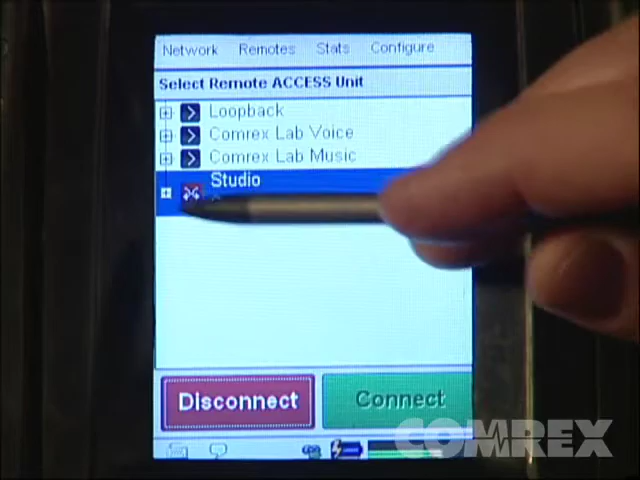 Network Remotes Stats Configure
Select Remote ACCESS Unit
Loopback
Comrex Lab Voice
Comrex Lab Music
Studio
Disconnect Connect
COMREX